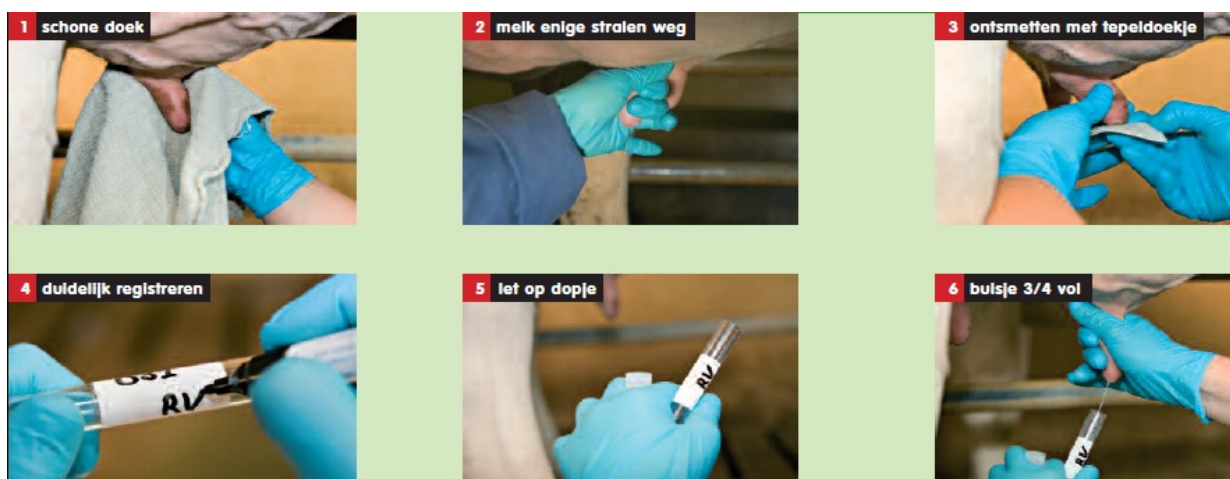 1 schone doek
2 melk enige stralen weg
3 ontsmetten met tepeldoekje
4 duidelijk registreren
5 let op dopje
6 buisje 3/4 vol
RV
RV
RV